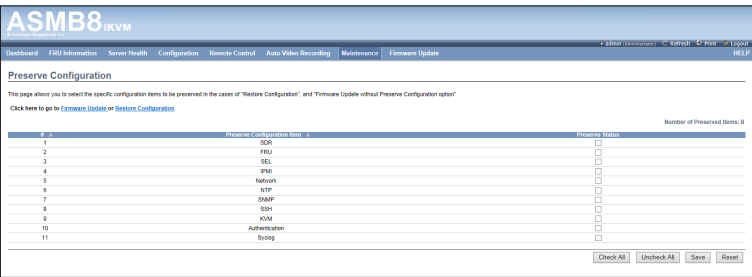 ASMB8 iKVM
© American Megatrends Inc.
admin (Administrator) Refresh Print Logout
Dashboard FRU Information Server Health Configuration Remote Control Auto Video Recording Maintenance Firmware Update HELP
Preserve Configuration
This page allows you to select the specific configuration items to be preserved in the cases of "Restore Configuration", and "Firmware Update without Preserve Configuration option".
Click here to go to Firmware Update or Restore Configuration
Number of Preserved Items: 0
# Preserve Configuration Item Preserve Status
1 SDR
2 FRU
3 SEL
4 IPMI
5 Network
6 NTP
7 SNMP
8 SSH
9 KVM
10 Authentication
11 Syslog
Check All Uncheck All Save Reset